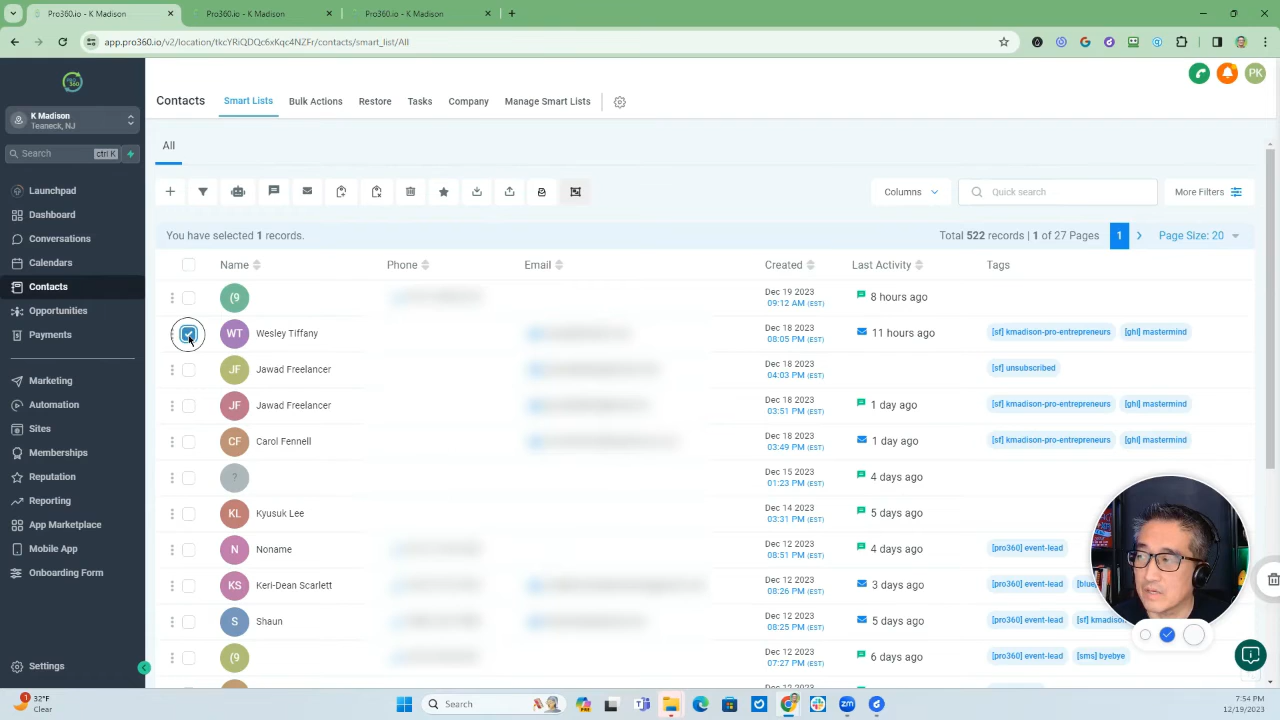 Pro360.io - K Madison
Pro360.io - K Madison
Pro360.io - K Madison
app.pro360.io/v2/location/tkcYRiQDQc6xKqc4NZFr/contacts/smart_list/All
PRO
360
K Madison
Teaneck, NJ
Search ctrl K
Launchpad
Dashboard
Conversations
Calendars
Contacts
Opportunities
Payments
Marketing
Automation
Sites
Memberships
Reputation
Reporting
App Marketplace
Mobile App
Onboarding Form
Settings
PK
Contacts Smart Lists Bulk Actions Restore Tasks Company Manage Smart Lists
All
Columns Quick search More Filters
You have selected 1 records. Total 522 records | 1 of 27 Pages 1 Page Size: 20
Name Phone Email Created Last Activity Tags
(9 Dec 19 2023 8 hours ago
09:12 AM (EST)
WT Wesley Tiffany Dec 18 2023 11 hours ago [sf] kmadison-pro-entrepreneurs [ghl] mastermind
08:05 PM (EST)
JF Jawad Freelancer Dec 18 2023 [sf] unsubscribed
04:03 PM (EST)
JF Jawad Freelancer Dec 18 2023 1 day ago [sf] kmadison-pro-entrepreneurs [ghl] mastermind
03:51 PM (EST)
CF Carol Fennell Dec 18 2023 1 day ago [sf] kmadison-pro-entrepreneurs [ghl] mastermind
03:49 PM (EST)
? Dec 15 2023 4 days ago
01:23 PM (EST)
KL Kyusuk Lee Dec 14 2023 5 days ago
03:31 PM (EST)
N Noname Dec 12 2023 4 days ago [pro360] event-lead
08:51 PM (EST)
KS Keri-Dean Scarlett Dec 12 2023 3 days ago [pro360] event-lead [blue
08:26 PM (EST)
S Shaun Dec 12 2023 5 days ago [pro360] event-lead [sf] kmadiso
08:25 PM (EST)
(9 Dec 12 2023 6 days ago [pro360] event-lead [sms] byebye
07:27 PM (EST)
Dec 12 2023
32°F
Clear
Search
7:54 PM
12/19/2023